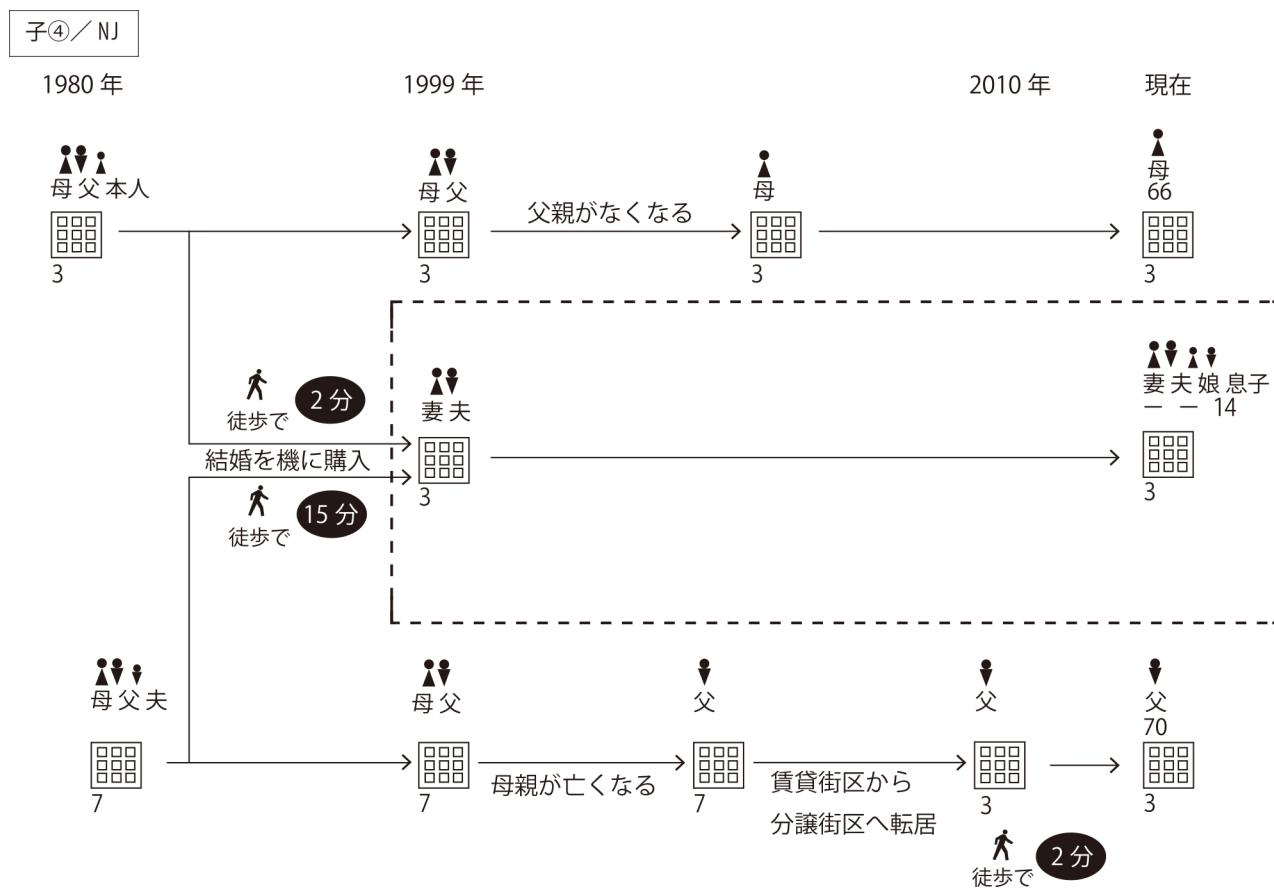 子④／NJ
1980年
1999年
2010年
現在
母父本人
3
母父
3
父親がなくなる
母
3
母
66
3
徒歩で
2分
結婚を機に購入
徒歩で
15分
妻夫
3
妻夫娘息子
ー ー 14
3
母父夫
7
母父
7
母親が亡くなる
父
7
賃貸街区から
分譲街区へ転居
父
3
徒歩で
2分
父
70
3